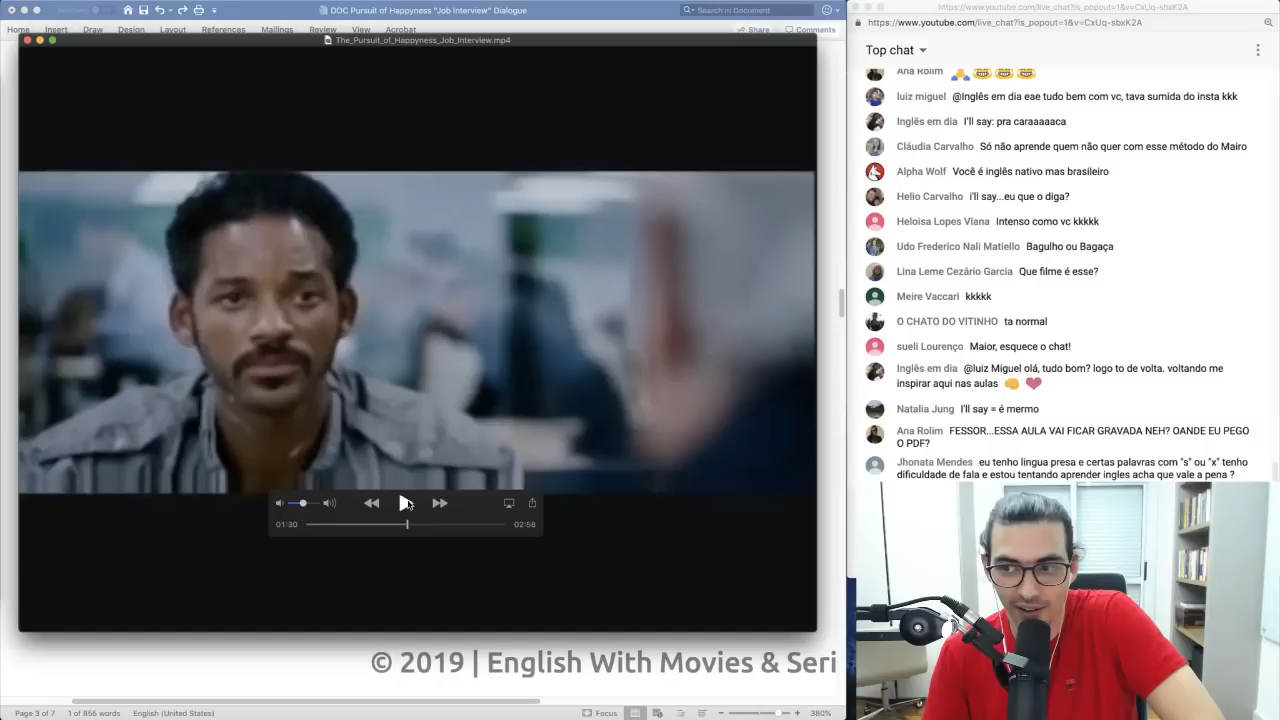 DOC Pursuit of Happyness "Job Interview" Dialogue
Search in Document
Home Insert Draw Design Layout References Mailings Review View Acrobat
Share Comments
The_Pursuit_of_Happyness_Job_Interview.mp4
01:30
02:58
© 2019 | English With Movies & Seri
Page 3 of 7 1 of 855 words English (United States)
Focus
380%
https://www.youtube.com/live_chat?is_popout=1&v=CxUq-sbxK2A
https://www.youtube.com/live_chat?is_popout=1&v=CxUq-sbxK2A
Top chat
Ana Rolim
luiz miguel @Inglês em dia eae tudo bem com vc, tava sumida do insta kkk
Inglês em dia I'll say: pra caraaaaaca
Cláudia Carvalho Só não aprende quem não quer com esse método do Mairo
Alpha Wolf Você é inglês nativo mas brasileiro
Helio Carvalho i'll say...eu que o diga?
Heloisa Lopes Viana Intenso como vc kkkkk
Udo Frederico Nali Matiello Bagulho ou Bagaça
Lina Leme Cezário Garcia Que filme é esse?
Meire Vaccari kkkkk
O CHATO DO VITINHO ta normal
sueli Lourenço Maior, esquece o chat!
Inglês em dia @luiz Miguel olá, tudo bom? logo to de volta. voltando me
inspirar aqui nas aulas
Natalia Jung I'll say = é mermo
Ana Rolim FESSOR...ESSA AULA VAI FICAR GRAVADA NEH? OANDE EU PEGO
O PDF?
Jhonata Mendes eu tenho lingua presa e certas palavras com "s" ou "x" tenho
dificuldade de fala e estou tentando aprender ingles acha que vale a pena ?